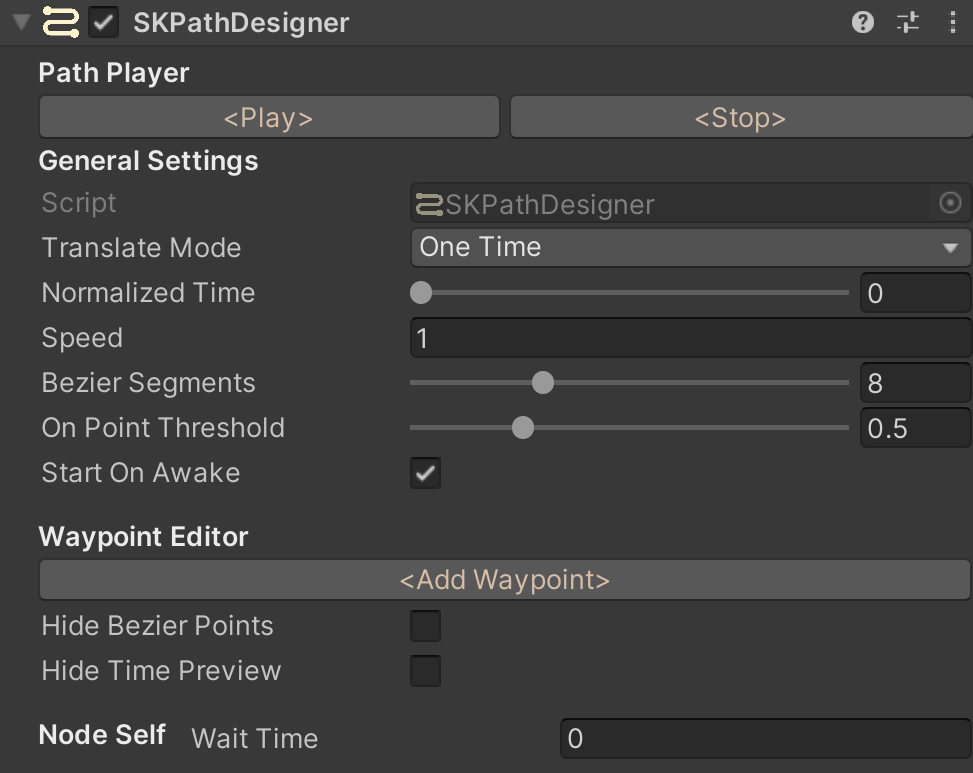 SKPathDesigner
Path Player
<Play> <Stop>
General Settings
Script SKPathDesigner
Translate Mode One Time
Normalized Time 0
Speed 1
Bezier Segments 8
On Point Threshold 0.5
Start On Awake
Waypoint Editor
<Add Waypoint>
Hide Bezier Points
Hide Time Preview
Node Self Wait Time 0